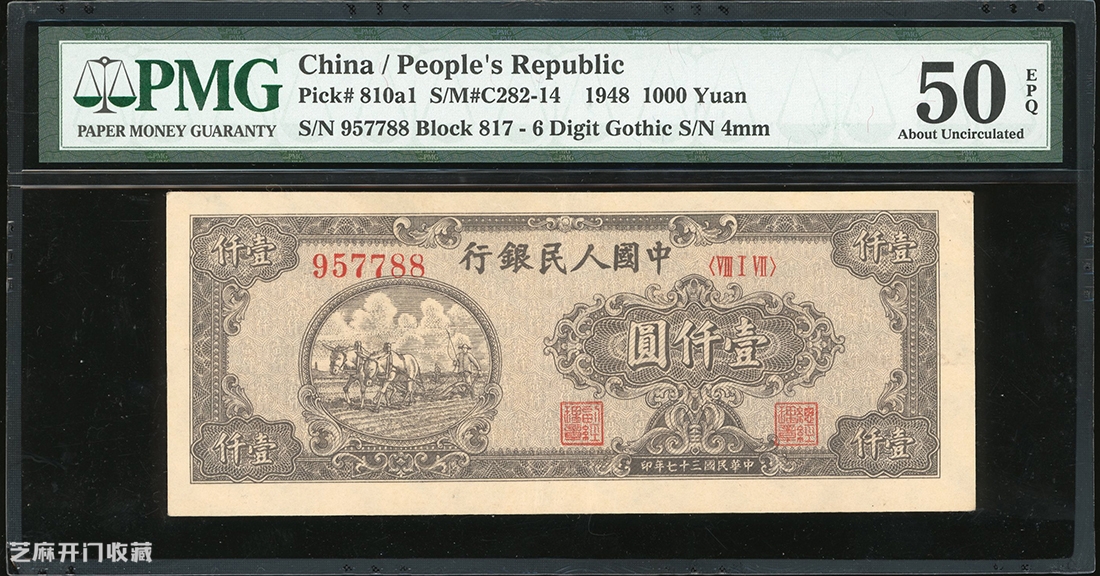 PMG
PAPER MONEY GUARANTY
China / People's Republic
Pick# 810a1 S/M#C282-14 1948 1000 Yuan
S/N 957788 Block 817 - 6 Digit Gothic S/N 4mm
50
EPQ
About Uncirculated
仟壹
仟壹
957788
行銀民人國中
〈Ⅷ Ⅰ Ⅶ〉
圓仟壹
仟壹
仟壹
印年七十三國民華中
芝麻开门收藏